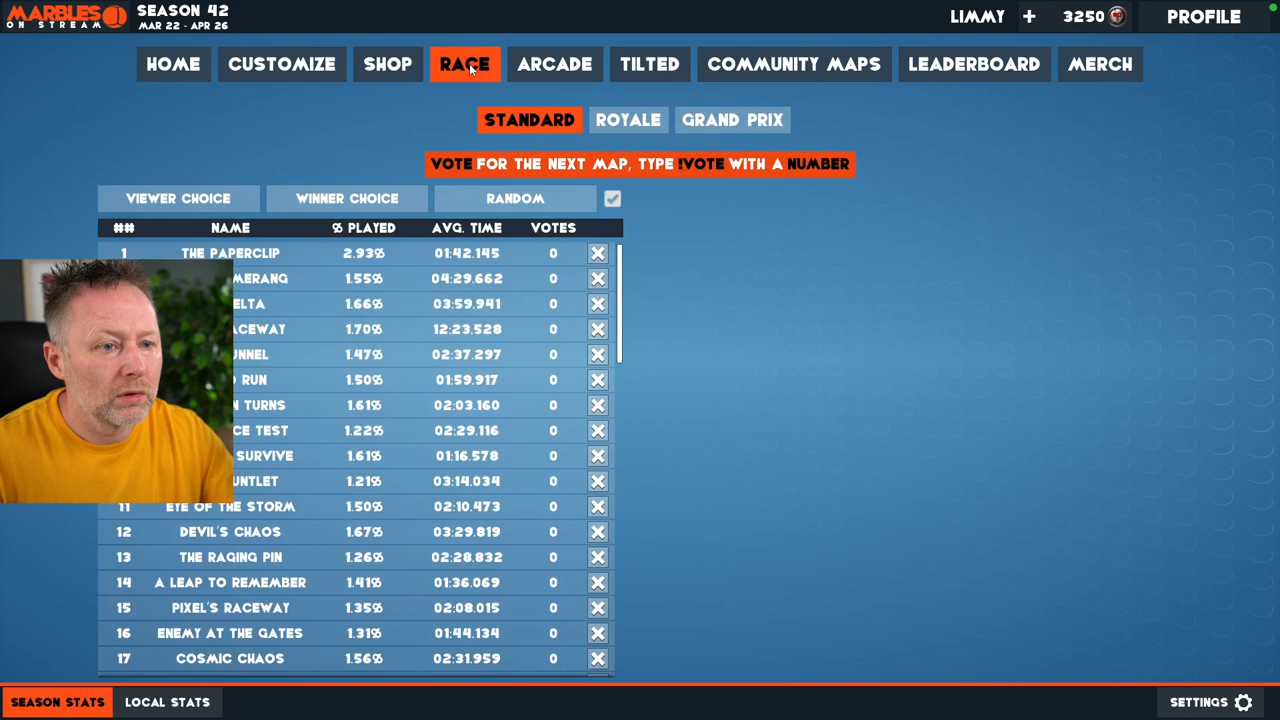 MARBLES
ON STREAM
SEASON 42
MAR 22 - APR 26
LIMMY + 3250
PROFILE
HOME CUSTOMIZE SHOP RACE ARCADE TILTED COMMUNITY MAPS LEADERBOARD MERCH
STANDARD ROYALE GRAND PRIX
VOTE FOR THE NEXT MAP, TYPE !VOTE WITH A NUMBER
VIEWER CHOICE WINNER CHOICE RANDOM
## NAME % PLAYED AVG. TIME VOTES
1 THE PAPERCLIP 2.93% 01:42.145 0
MERANG 1.55% 04:29.662 0
ELTA 1.66% 03:59.941 0
ACEWAY 1.70% 12:23.528 0
UNNEL 1.47% 02:37.297 0
RUN 1.50% 01:59.917 0
N TURNS 1.61% 02:03.160 0
CE TEST 1.22% 02:29.116 0
SURVIVE 1.61% 01:16.578 0
UNTLET 1.21% 03:14.034 0
11 EYE OF THE STORM 1.50% 02:10.473 0
12 DEVIL'S CHAOS 1.67% 03:29.819 0
13 THE RAGING PIN 1.26% 02:28.832 0
14 A LEAP TO REMEMBER 1.41% 01:36.069 0
15 PIXEL'S RACEWAY 1.35% 02:08.015 0
16 ENEMY AT THE GATES 1.31% 01:44.134 0
17 COSMIC CHAOS 1.56% 02:31.959 0
SEASON STATS LOCAL STATS SETTINGS